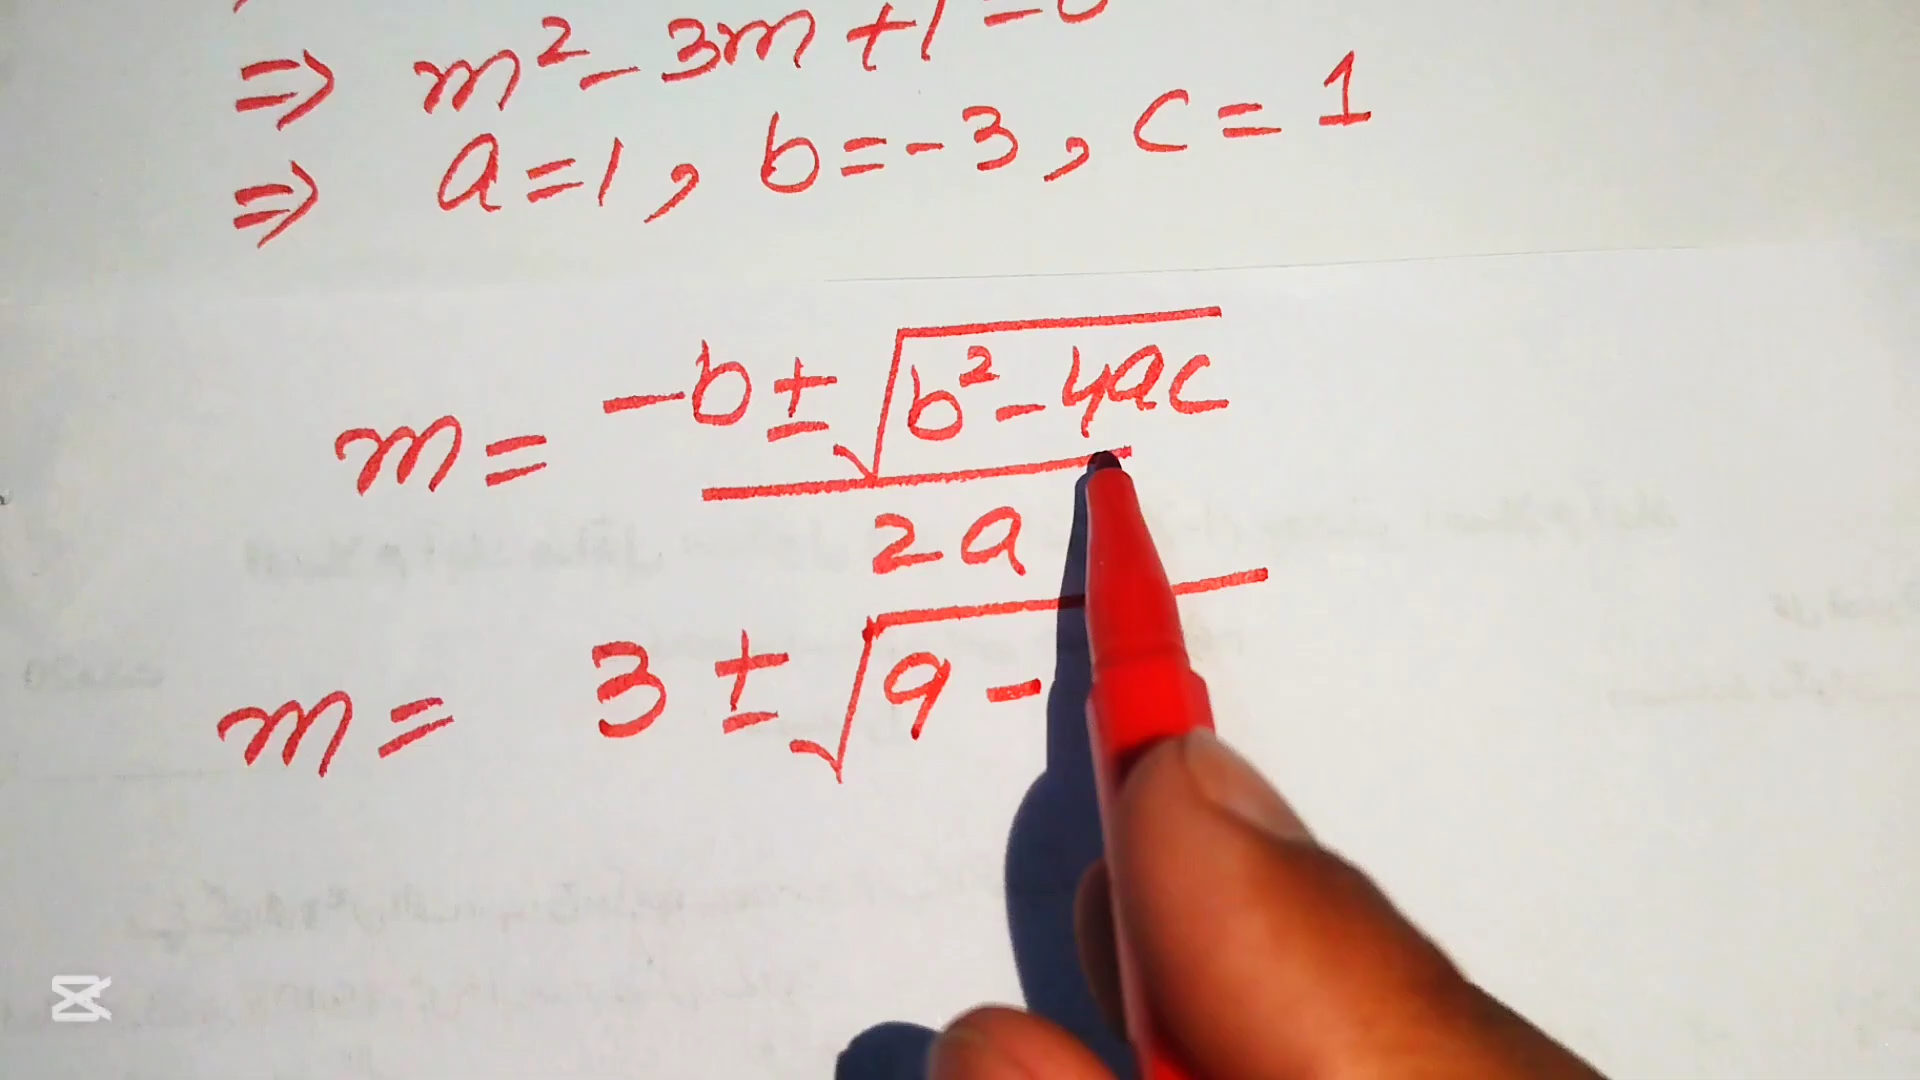 ⇒ m² - 3m + 1 = 0
⇒ a = 1, b = -3, c = 1
m = (-b ± √(b² - 4ac)) / 2a
m = 3 ± √(9 -